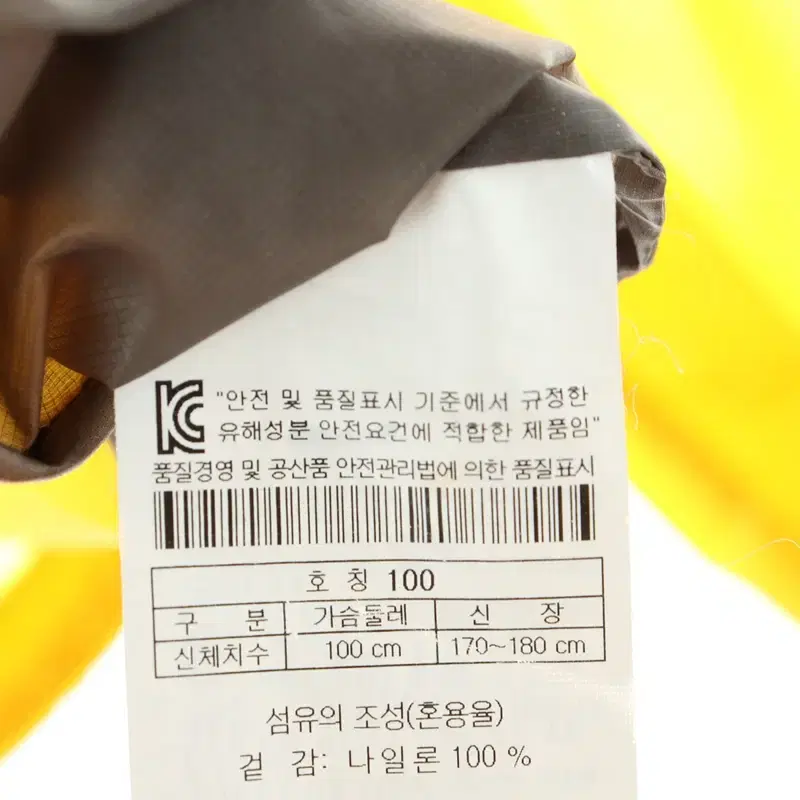 KC "안전 및 품질표시 기준에서 규정한
유해성분 안전요건에 적합한 제품임"
품질경영 및 공산품 안전관리법에 의한 품질표시
호 칭 100
구 분 가슴둘레 신 장
신체치수 100 cm 170~180 cm
섬유의 조성(혼용율)
겉 감: 나일론 100 %